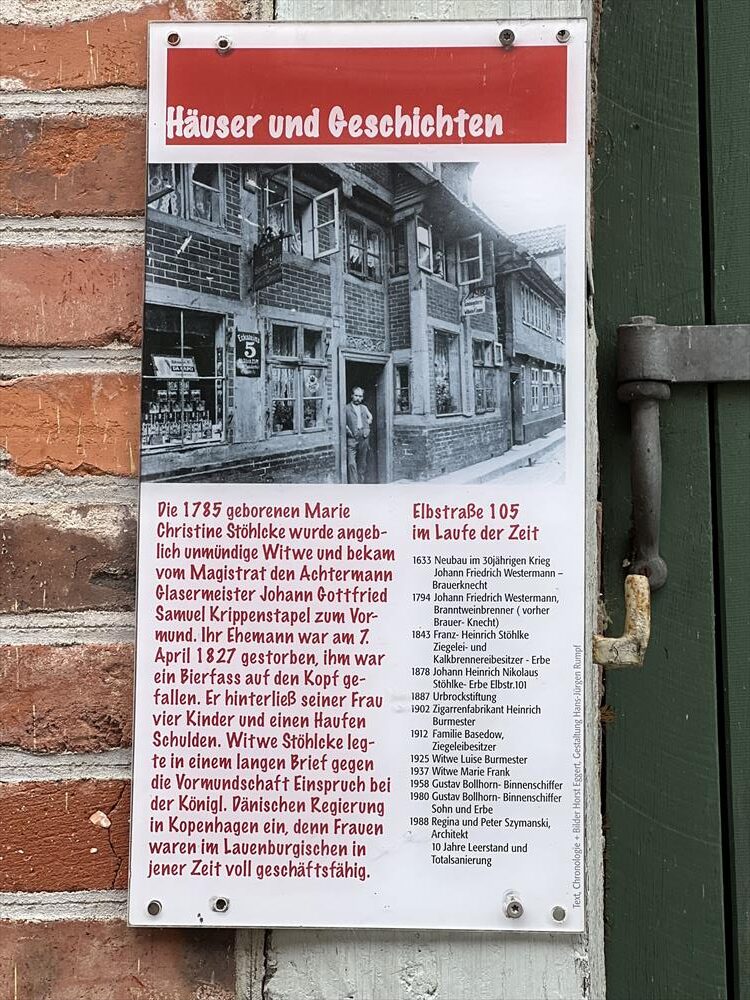 Häuser und Geschichten
5
Die 1785 geborenen Marie
Christine Stöhlcke wurde angeb-
lich unmündige Witwe und bekam
vom Magistrat den Achtermann
Glasermeister Johann Gottfried
Samuel Krippenstapel zum Vor-
mund. Ihr Ehemann war am 7.
April 1827 gestorben, ihm war
ein Bierfass auf den Kopf ge-
fallen. Er hinterließ seiner Frau
vier Kinder und einen Haufen
Schulden. Witwe Stöhlcke leg-
te in einem langen Brief gegen
die Vormundschaft Einspruch bei
der Königl. Dänischen Regierung
in Kopenhagen ein, denn Frauen
waren im Lauenburgischen in
jener Zeit voll geschäftsfähig.
Elbstraße 105
im Laufe der Zeit
1633 Neubau im 30jährigen Krieg
Johann Friedrich Westermann –
Brauerknecht
1794 Johann Friedrich Westermann,
Branntweinbrenner ( vorher
Brauer- Knecht)
1843 Franz- Heinrich Stöhlke
Ziegelei- und
Kalkbrennereibesitzer - Erbe
1878 Johann Heinrich Nikolaus
Stöhlke- Erbe Elbstr.101
1887 Urbrockstiftung
1902 Zigarrenfabrikant Heinrich
Burmester
1912 Familie Basedow,
Ziegeleibesitzer
1925 Witwe Luise Burmester
1937 Witwe Marie Frank
1958 Gustav Bollhorn- Binnenschiffer
1980 Gustav Bollhorn- Binnenschiffer
Sohn und Erbe
1988 Regina und Peter Szymanski,
Architekt
10 Jahre Leerstand und
Totalsanierung
Text, Chronologie + Bilder Horst Eggert, Gestaltung Hans-Jürgen Rumpf